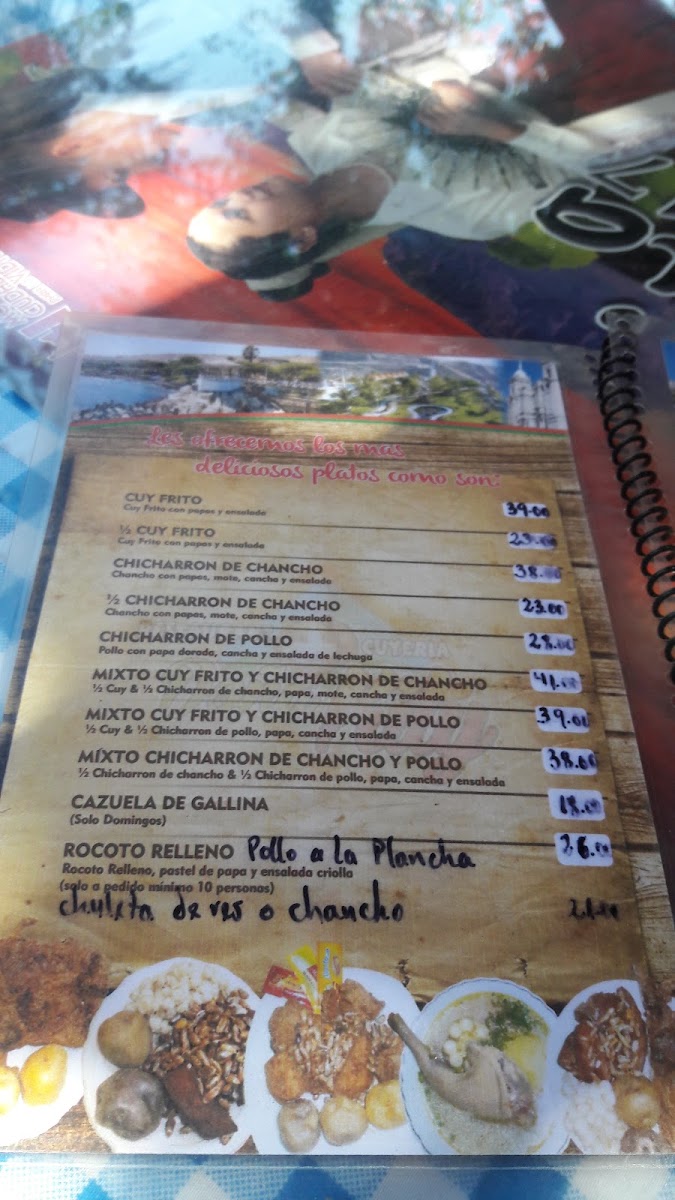 Les ofrecemos los mas
deliciosos platos como son:
CUY FRITO 39.00
Cuy Frito con papas y ensalada
½ CUY FRITO 23.00
Cuy Frito con papas y ensalada
CHICHARRON DE CHANCHO 38.00
Chancho con papas, mote, cancha y ensalada
½ CHICHARRON DE CHANCHO 23.00
Chancho con papas, mote, cancha y ensalada
CHICHARRON DE POLLO 28.00
Pollo con papa dorada, cancha y ensalada de lechuga
CUYERIA
MIXTO CUY FRITO Y CHICHARRON DE CHANCHO 41.00
½ Cuy & ½ Chicharron de chancho, papa, mote, cancha y ensalada
MIXTO CUY FRITO Y CHICHARRON DE POLLO 39.00
½ Cuy & ½ Chicharron de pollo, papa, cancha y ensalada
MIXTO CHICHARRON DE CHANCHO Y POLLO 38.00
½ Chicharron de chancho & ½ Chicharron de pollo, papa, cancha y ensalada
CAZUELA DE GALLINA 18.00
(Solo Domingos)
ROCOTO RELLENO Pollo a la Plancha 26.00
Rocoto Relleno, pastel de papa y ensalada criolla
(solo a pedido mínimo 10 personas)
chuleta de res o chancho